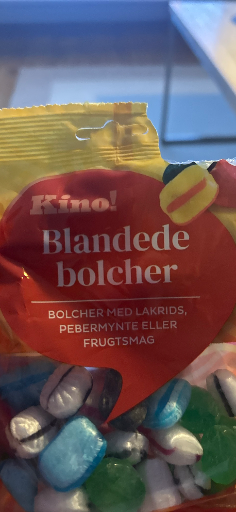 Kino!
Blandede
bolcher
BOLCHER MED LAKRIDS,
PEBERMYNTE ELLER
FRUGTSMAG